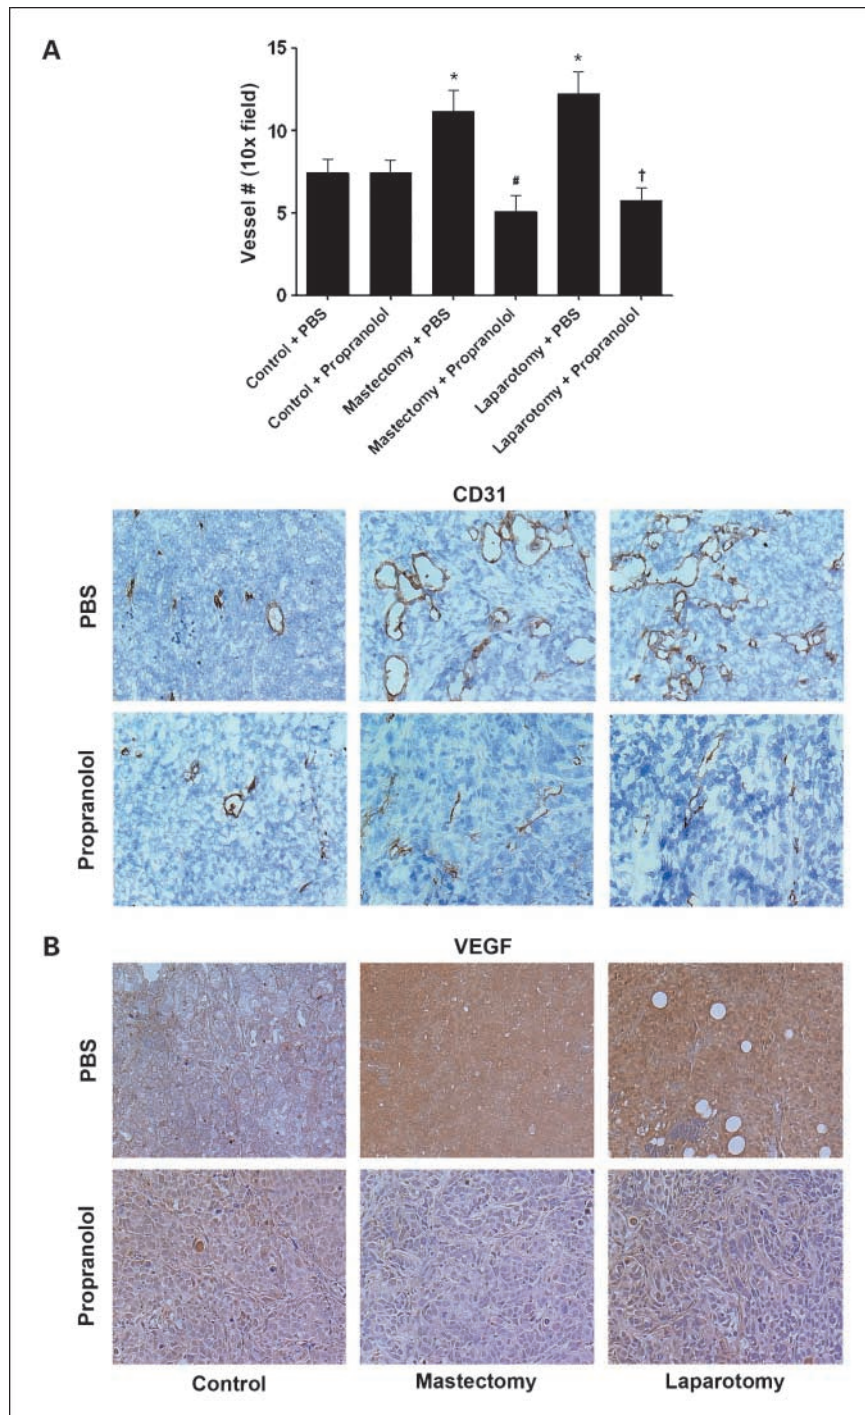 A
15
10
5
0
Vessel # (10x field)
*
#
*
†
Control + PBS
Control + Propranolol
Mastectomy + PBS
Mastectomy + Propranolol
Laparotomy + PBS
Laparotomy + Propranolol
CD31
PBS
Propranolol
B
VEGF
PBS
Propranolol
Control
Mastectomy
Laparotomy